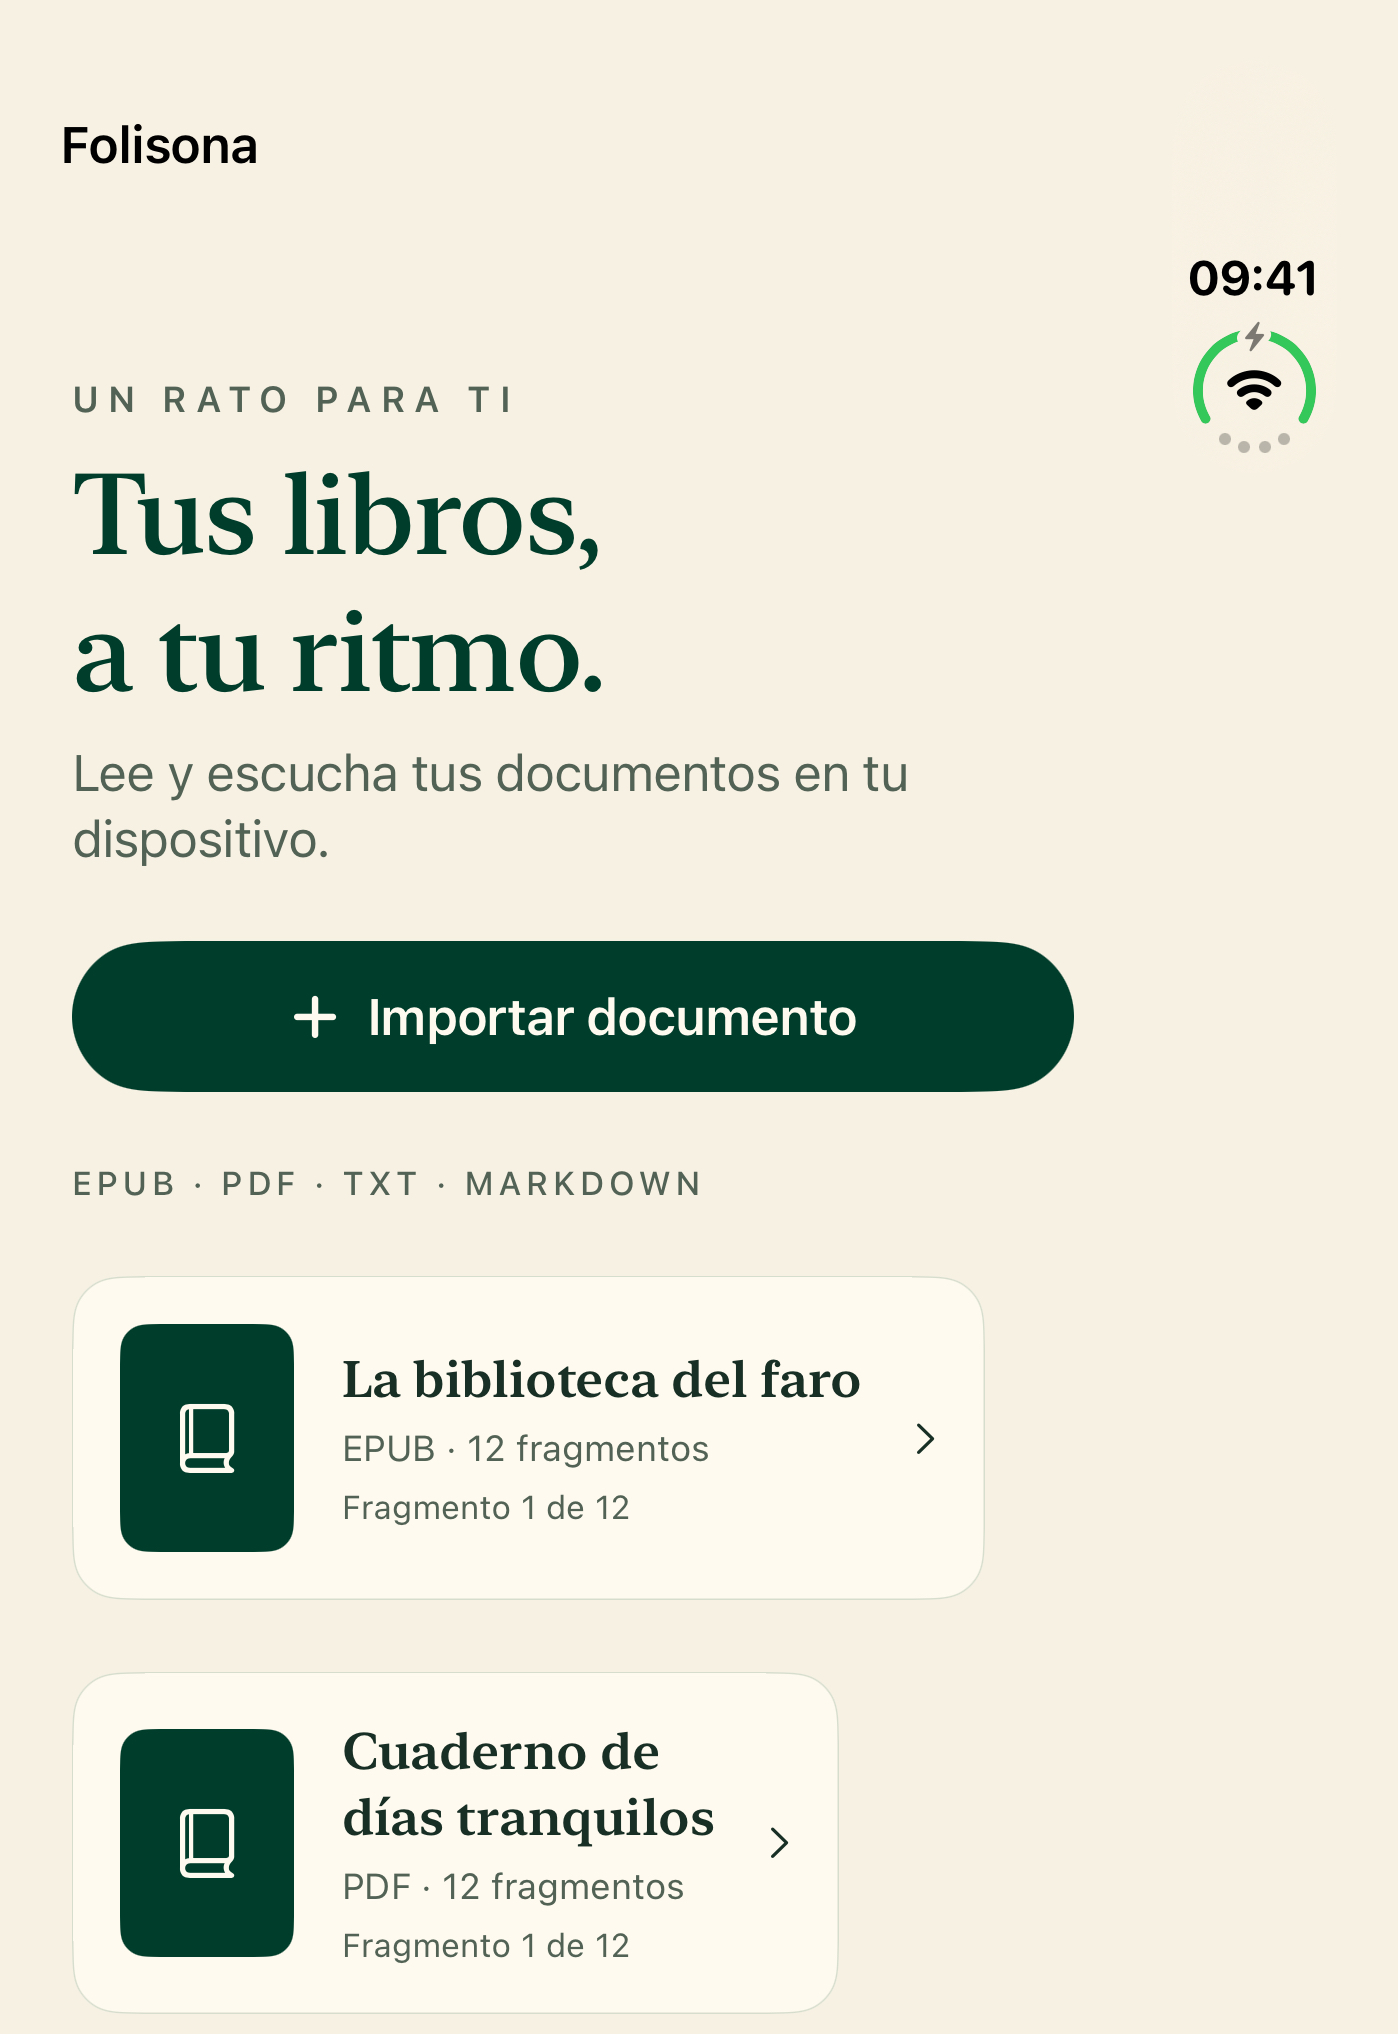 Folisona
09:41
UN RATO PARA TI
Tus libros,
a tu ritmo.
Lee y escucha tus documentos en tu
dispositivo.
+ Importar documento
EPUB · PDF · TXT · MARKDOWN
La biblioteca del faro
EPUB · 12 fragmentos
Fragmento 1 de 12
Cuaderno de
días tranquilos
PDF · 12 fragmentos
Fragmento 1 de 12